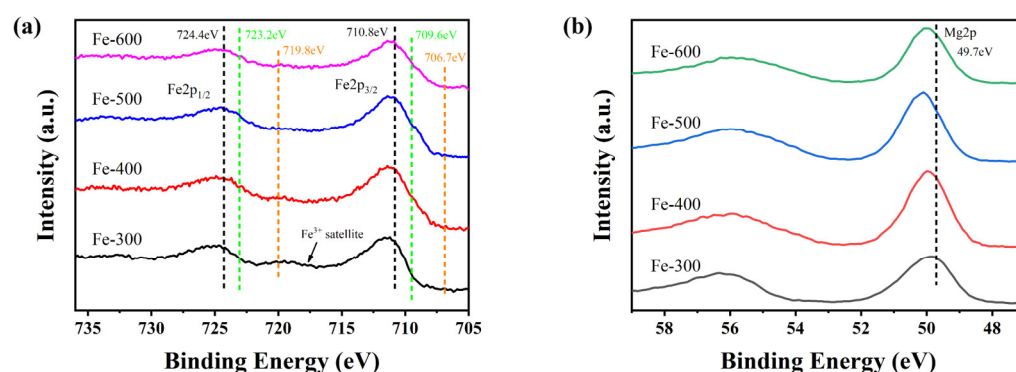 (a)
Fe-600
724.4eV
723.2eV
719.8eV
710.8eV
709.6eV
706.7eV
Fe2p1/2
Fe2p3/2
Fe-500
Fe-400
Fe-300
Fe3+ satellite
Intensity (a.u.)
735
730
725
720
715
710
705
Binding Energy (eV)
(b)
Mg2p
49.7eV
Fe-600
Fe-500
Fe-400
Fe-300
Intensity (a.u.)
58
56
54
52
50
48
Binding Energy (eV)